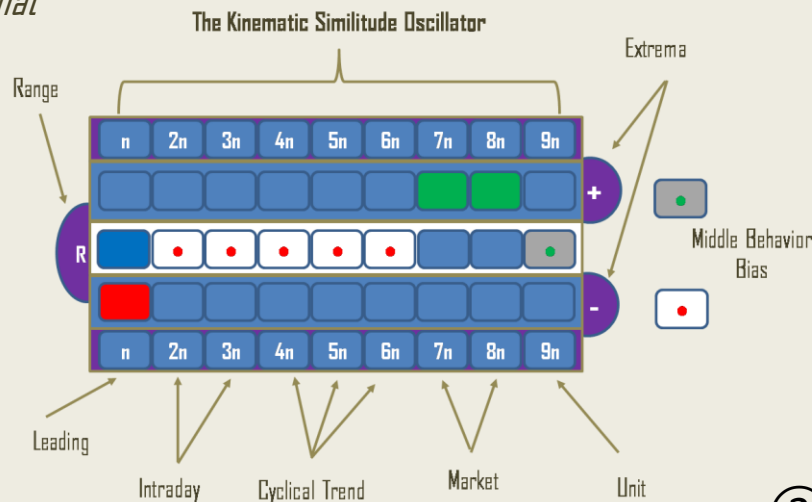 The Kinematic Similitude Oscillator
Extrema
Range
n 2n 3n 4n 5n 6n 7n 8n 9n
+
R
Middle Behavior
Bias
-
n 2n 3n 4n 5n 6n 7n 8n 9n
Leading
Intraday
Cyclical Trend
Market
Unit